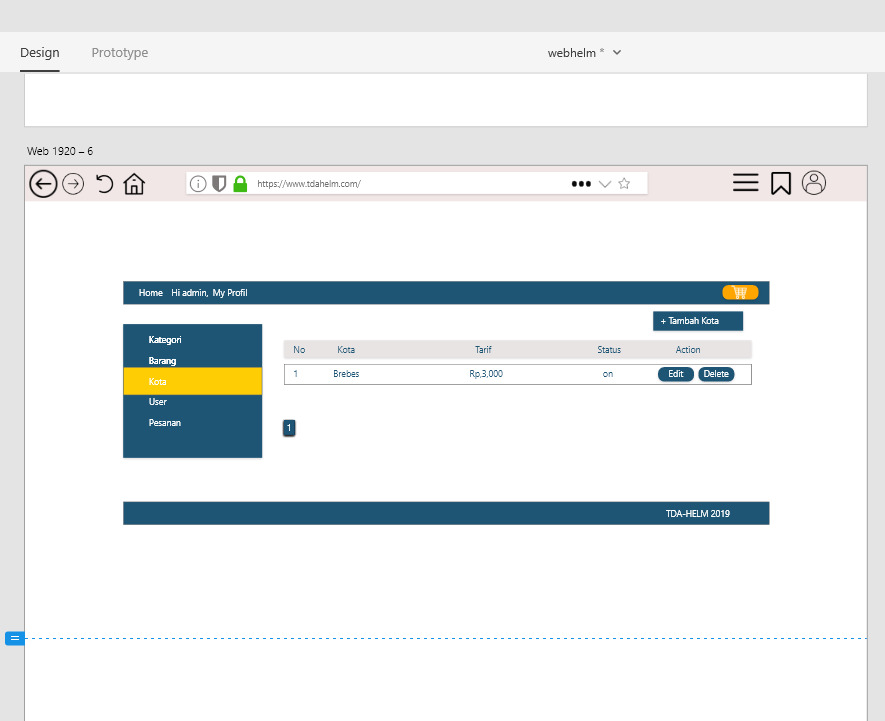 Design Prototype webhelm *
Web 1920 – 6
https://www.tdahelm.com/
Home Hi admin, My Profil
+ Tambah Kota
Kategori
Barang
Kota
User
Pesanan
No Kota Tarif Status Action
1 Brebes Rp,3,000 on Edit Delete
1
TDA-HELM 2019